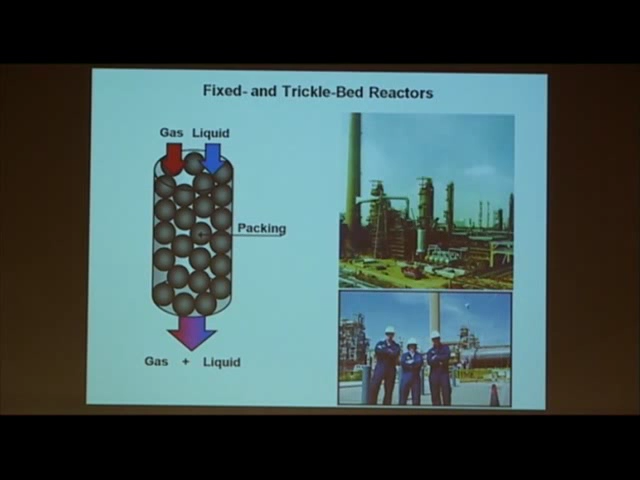 Fixed- and Trickle-Bed Reactors
Gas Liquid
Packing
Gas + Liquid